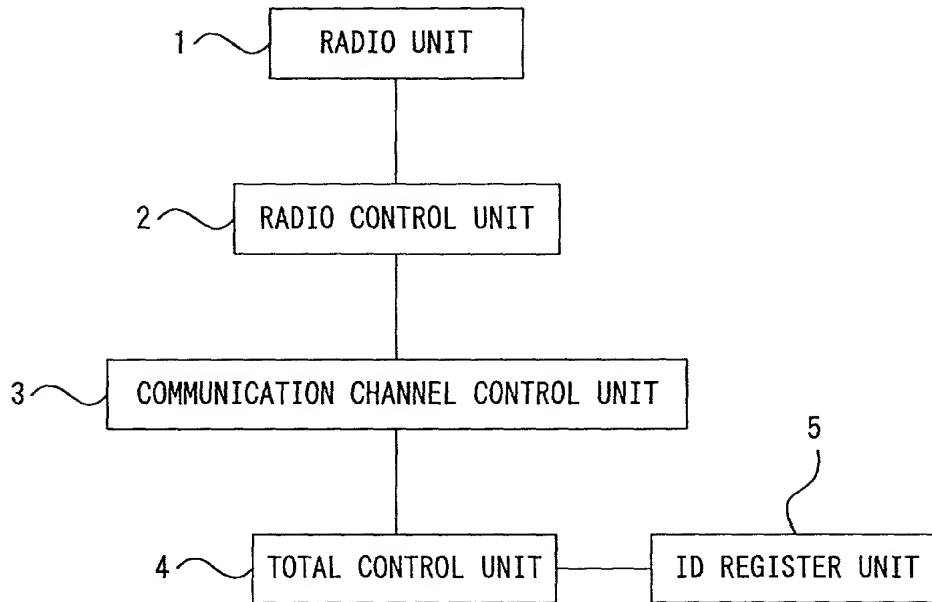 1 RADIO UNIT
2 RADIO CONTROL UNIT
3 COMMUNICATION CHANNEL CONTROL UNIT
5
4 TOTAL CONTROL UNIT ID REGISTER UNIT